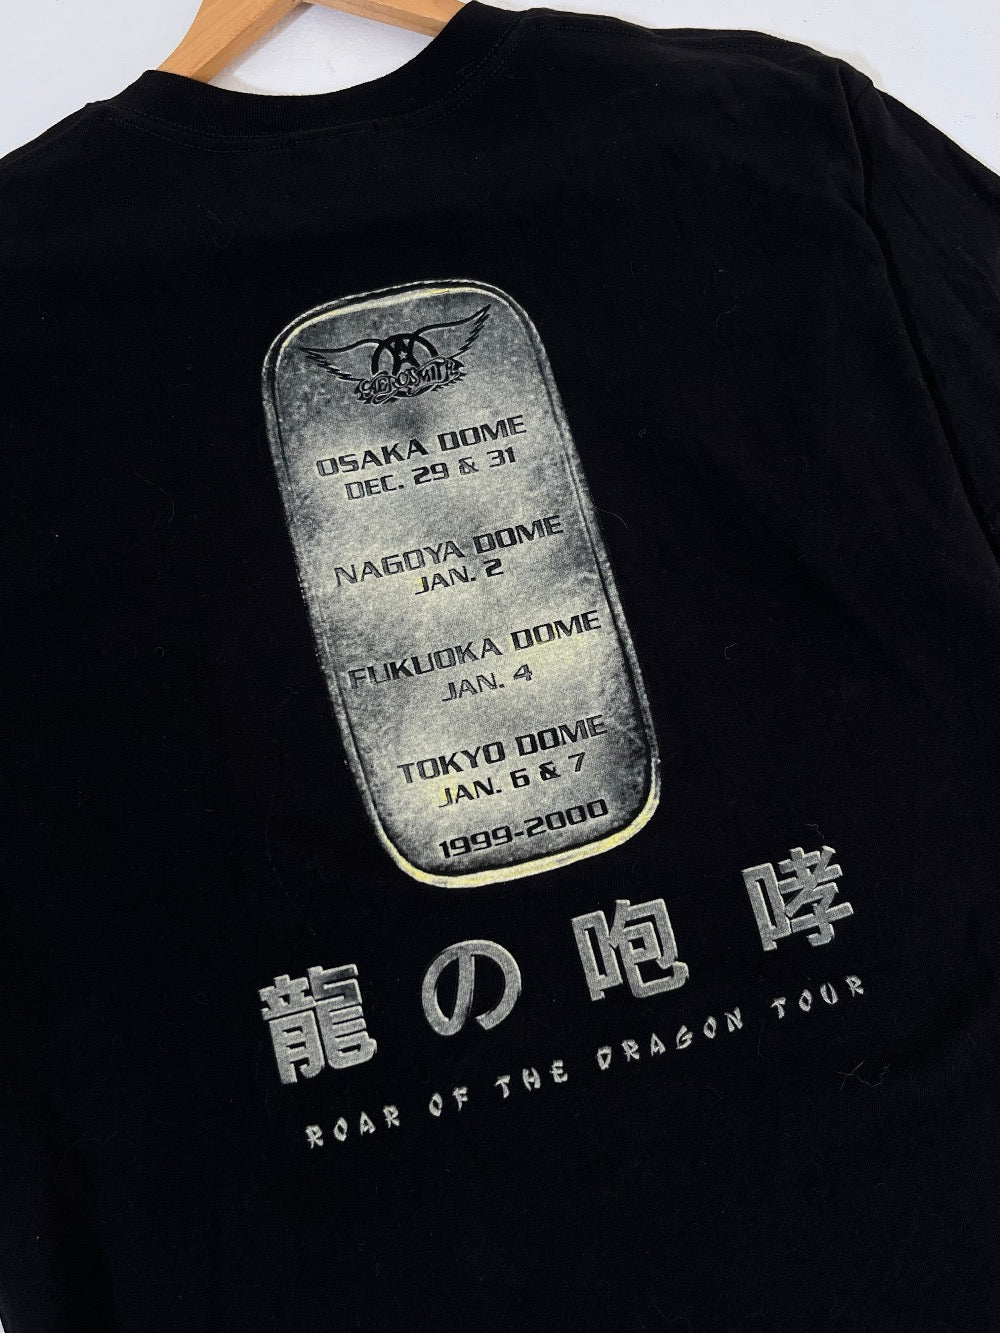 AEROSMITH
OSAKA DOME
DEC. 29 & 31
NAGOYA DOME
JAN. 2
FUKUOKA DOME
JAN. 4
TOKYO DOME
JAN. 6 & 7
1999-2000
龍の咆哮
ROAR OF THE DRAGON TOUR